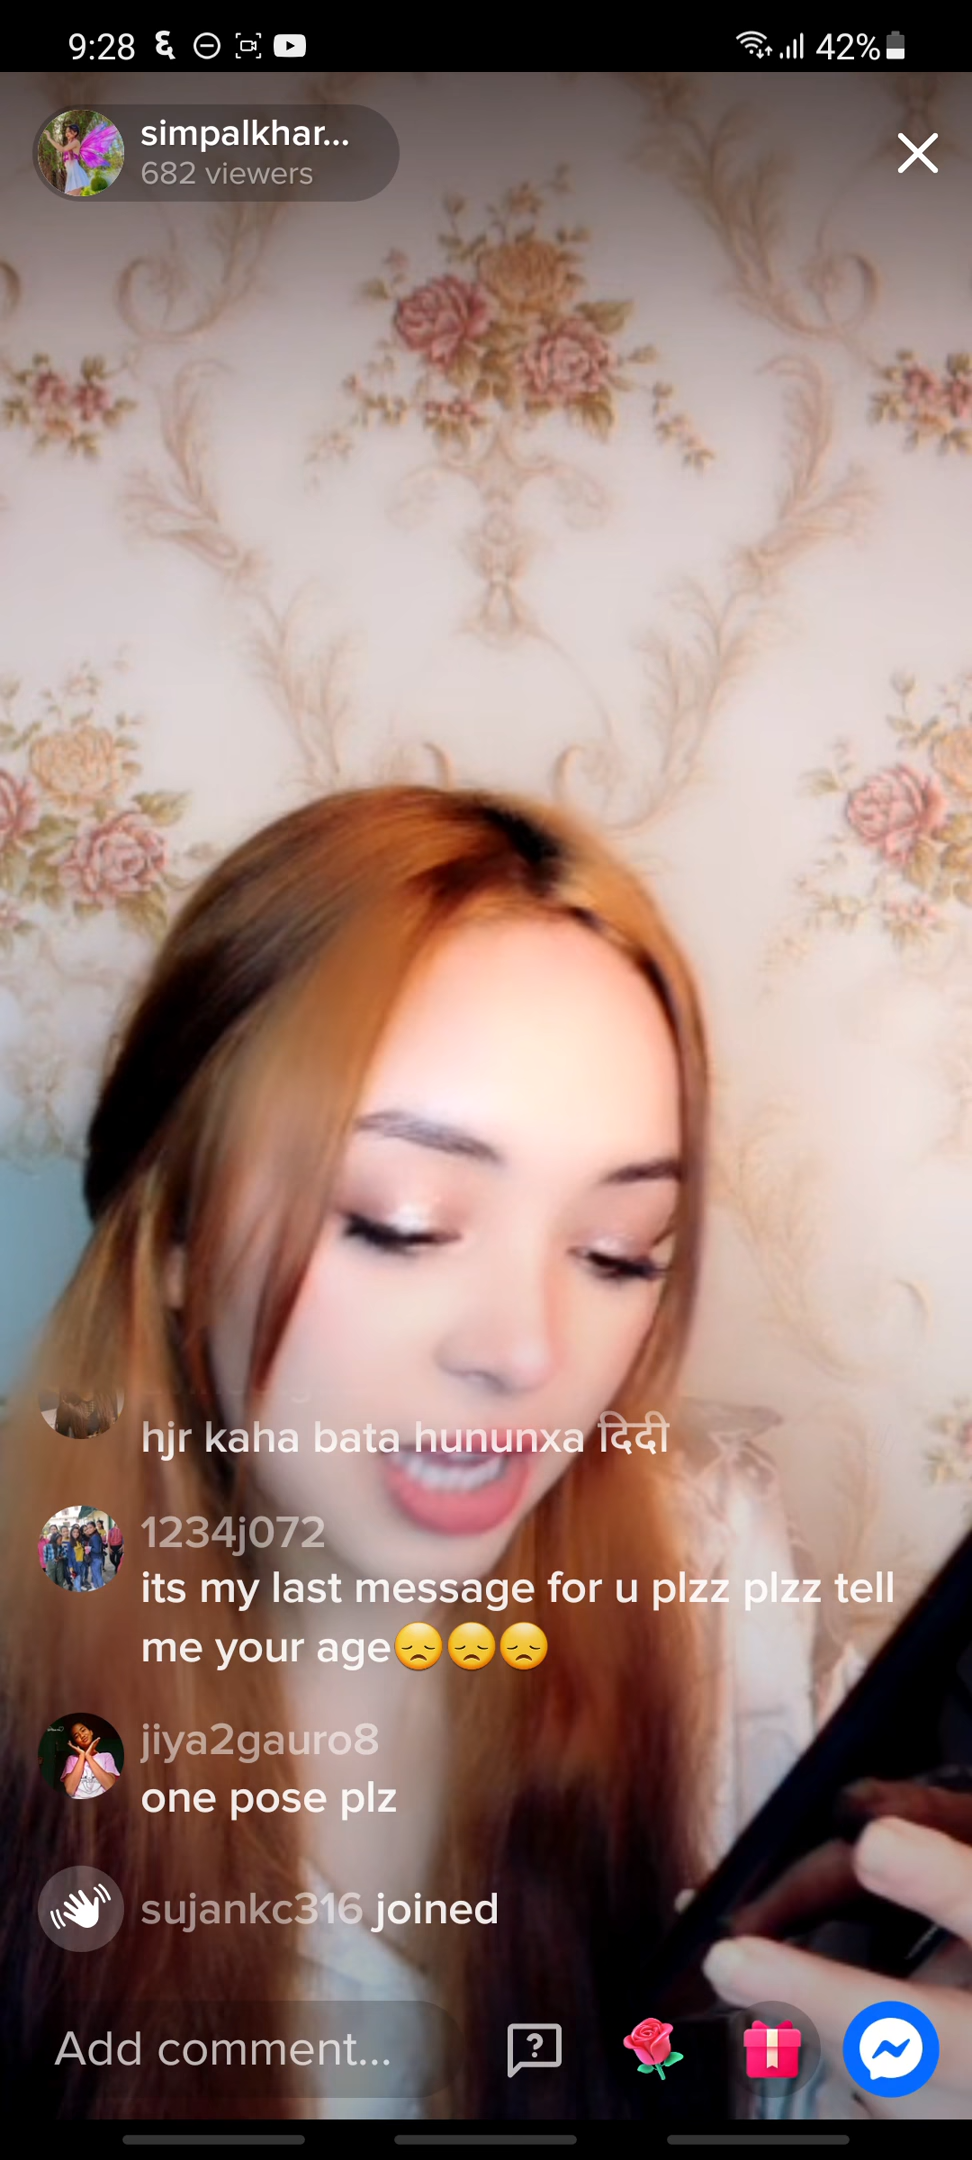 9:28
42%
simpalkhar...
682 viewers
hjr kaha bata hununxa दिदी
1234j072
its my last message for u plzz plzz tell
me your age😞😞😞
jiya2gauro8
one pose plz
sujankc316 joined
Add comment...